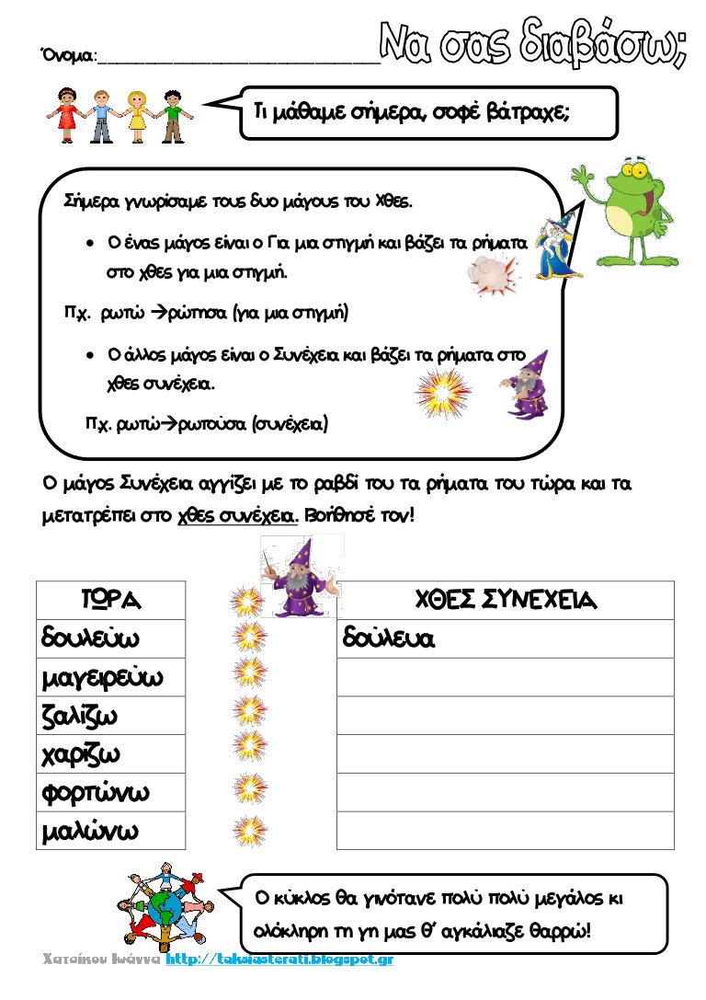 Όνομα:______________________________ Να σας διαβάσω;
Τι μάθαμε σήμερα, σοφέ βάτραχε;
Σήμερα γνωρίσαμε τους δυο μάγους του Χθες.
• Ο ένας μάγος είναι ο Για μια στιγμή και βάζει τα ρήματα
στο χθες για μια στιγμή.
Π.χ. ρωτώ →ρώτησα (για μια στιγμή)
• Ο άλλος μάγος είναι ο Συνέχεια και βάζει τα ρήματα στο
χθες συνέχεια.
Π.χ. ρωτώ→ρωτούσα (συνέχεια)
Ο μάγος Συνέχεια αγγίζει με το ραβδί του τα ρήματα του τώρα και τα
μετατρέπει στο χθες συνέχεια. Βοήθησέ τον!
ΤΩΡΑ ΧΘΕΣ ΣΥΝΕΧΕΙΑ
δουλεύω δούλευα
μαγειρεύω
ζαλίζω
χαρίζω
φορτώνω
μαλώνω
Ο κύκλος θα γινότανε πολύ πολύ μεγάλος κι
ολόκληρη τη γη μας θ' αγκάλιαζε θαρρώ!
Χατσίκου Ιωάννα http://taksiasterati.blogspot.gr